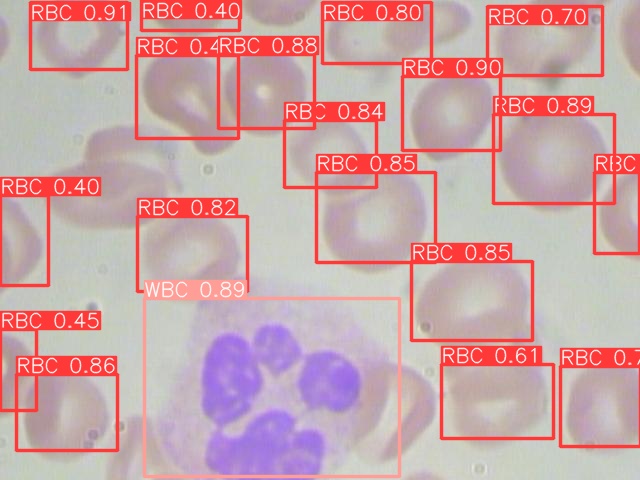 RBC 0.91
RBC 0.40
RBC 0.80
RBC 0.70
RBC 0.4
RBC 0.88
RBC 0.90
RBC 0.84
RBC 0.89
RBC 0.85
RBC
RBC 0.40
RBC 0.82
RBC 0.85
WBC 0.89
RBC 0.45
RBC 0.86
RBC 0.61
RBC 0.7